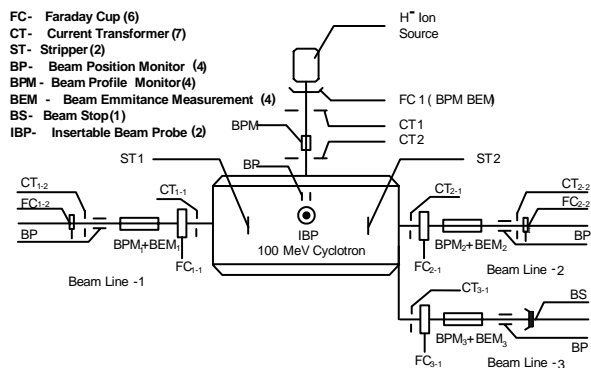 FC- Faraday Cup (6)
CT- Current Transformer (7)
ST- Stripper (2)
BP- Beam Position Monitor (4)
BPM- Beam Profile Monitor(4)
BEM - Beam Emmitance Measurement (4)
BS- Beam Stop(1)
IBP- Insertable Beam Probe (2)
H⁻ Ion
Source
FC 1 ( BPM BEM)
CT1
BPM
CT2
ST1
BP
ST2
CT1-2
CT1-1
CT2-1
CT2-2
FC1-2
FC2-2
BP
IBP
BP
100 MeV Cyclotron
BPM1+BEM1
BPM2+BEM2
FC1-1
FC2-1
Beam Line -1
Beam Line -2
CT3-1
BS
BPM3+BEM3
BP
FC3-1
Beam Line -3